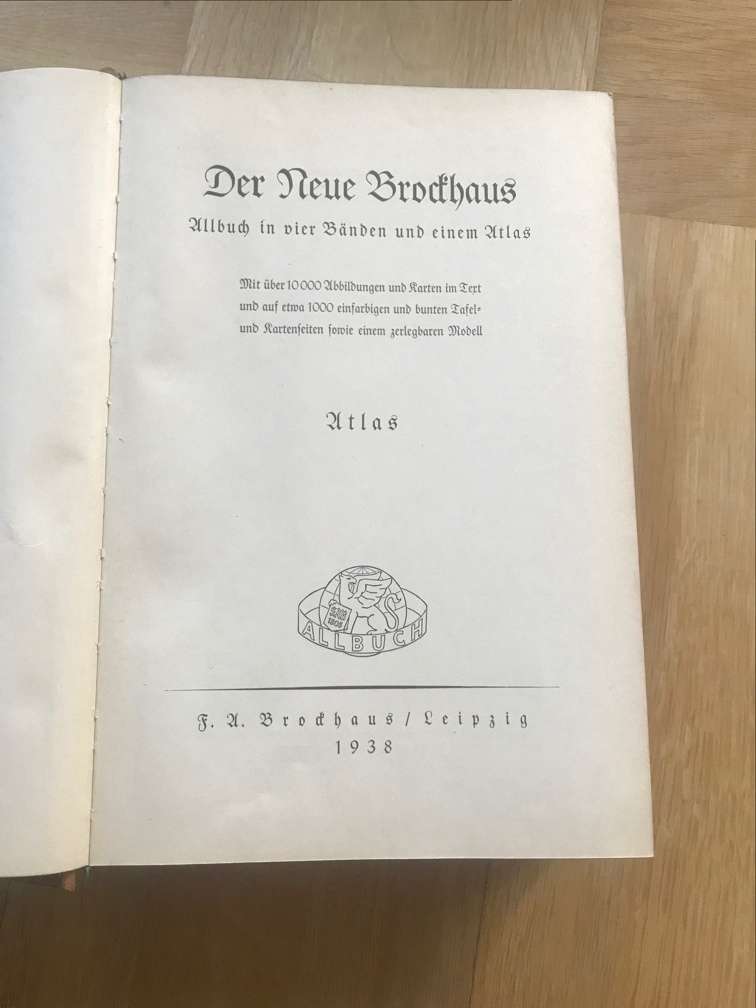 Der Neue Brockhaus
Allbuch in vier Bänden und einem Atlas
Mit über 10000 Abbildungen und Karten im Text
und auf etwa 1000 einfarbigen und bunten Tafel-
und Kartenseiten sowie einem zerlegbaren Modell
Atlas
1805
ALLBUCH
F. A. Brockhaus / Leipzig
1938